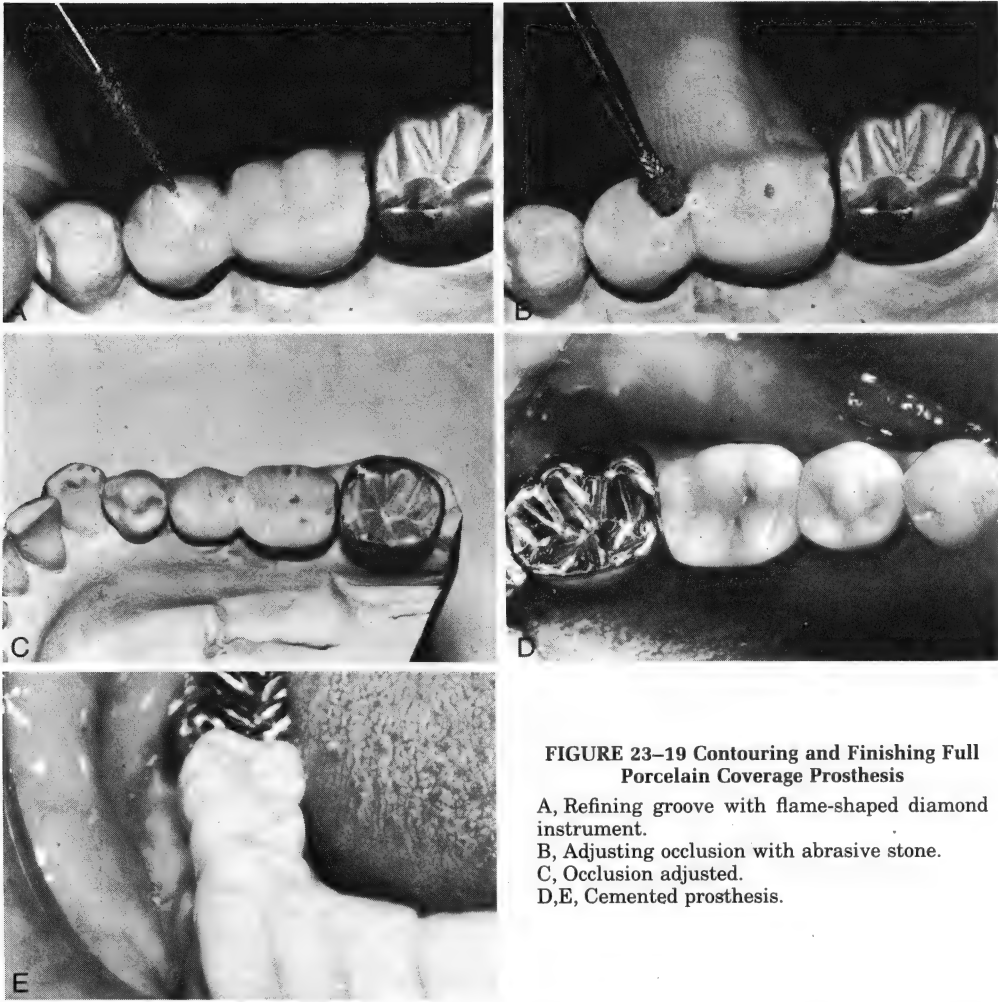 A
B
C
D
E
FIGURE 23–19 Contouring and Finishing Full
Porcelain Coverage Prosthesis
A, Refining groove with flame-shaped diamond
instrument.
B, Adjusting occlusion with abrasive stone.
C, Occlusion adjusted.
D,E, Cemented prosthesis.